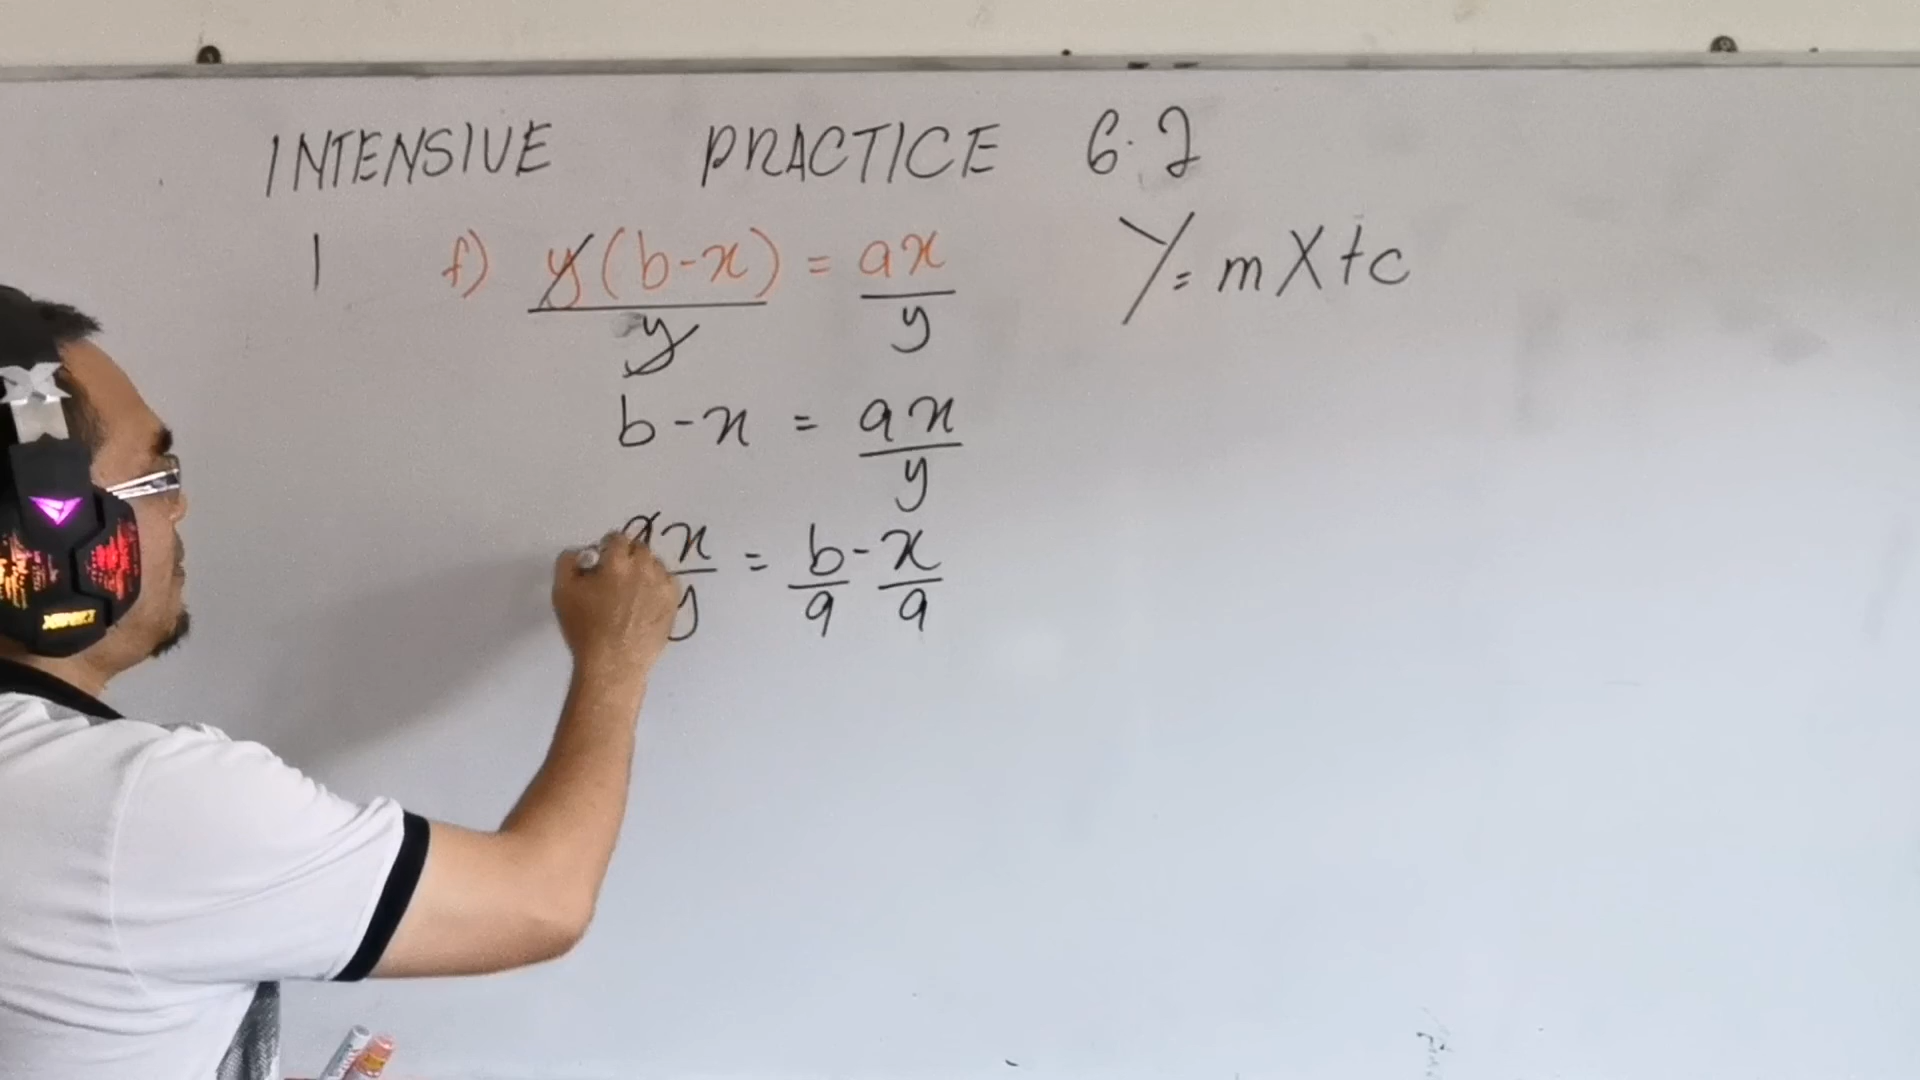 INTENSIVE PRACTICE 6.2
1 f) y(b-x)/y = ax/y Y = mX+c
b-x = ax/y
ax/y = b/a - x/a